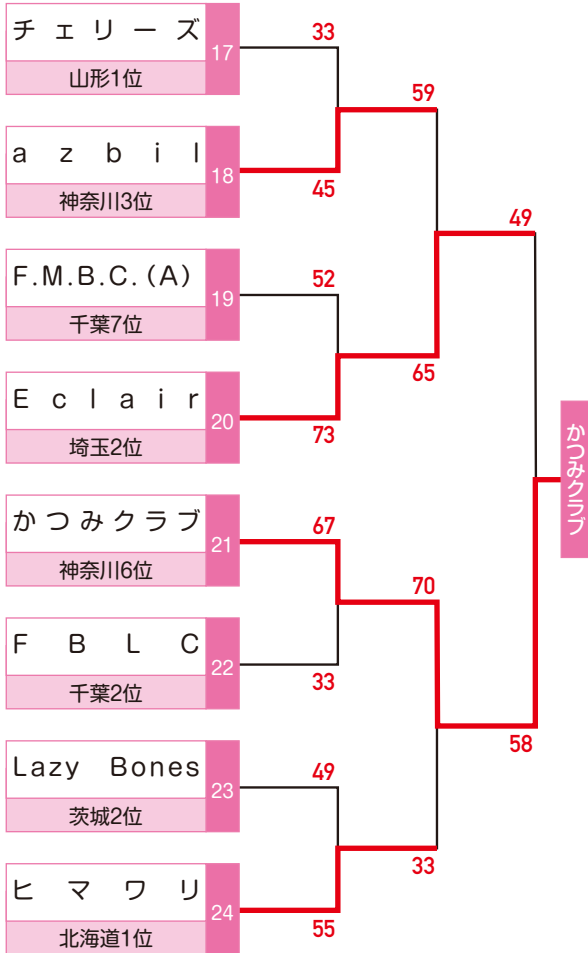 チェリーズ
17
山形1位
33
azbil
18
神奈川3位
45
59
F.M.B.C.(A)
19
千葉7位
52
Eclair
20
埼玉2位
73
65
49
かつみクラブ
21
神奈川6位
67
FBLC
22
千葉2位
33
70
Lazy Bones
23
茨城2位
49
ヒマワリ
24
北海道1位
55
33
58
かつみクラブ